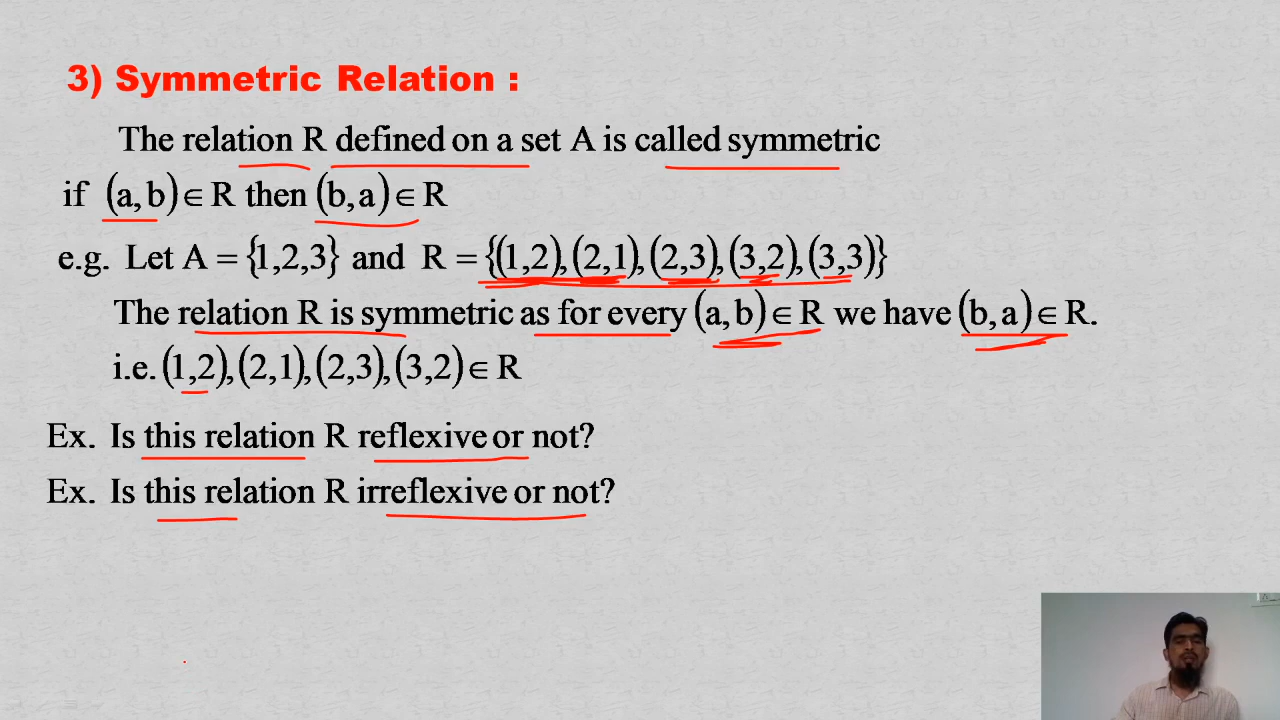 3) Symmetric Relation :
The relation R defined on a set A is called symmetric
if (a,b)∈R then (b,a)∈R
e.g. Let A = {1,2,3} and R = {(1,2),(2,1),(2,3),(3,2),(3,3)}
The relation R is symmetric as for every (a,b)∈R we have (b,a)∈R.
i.e.(1,2),(2,1),(2,3),(3,2)∈R
Ex. Is this relation R reflexive or not?
Ex. Is this relation R irreflexive or not?